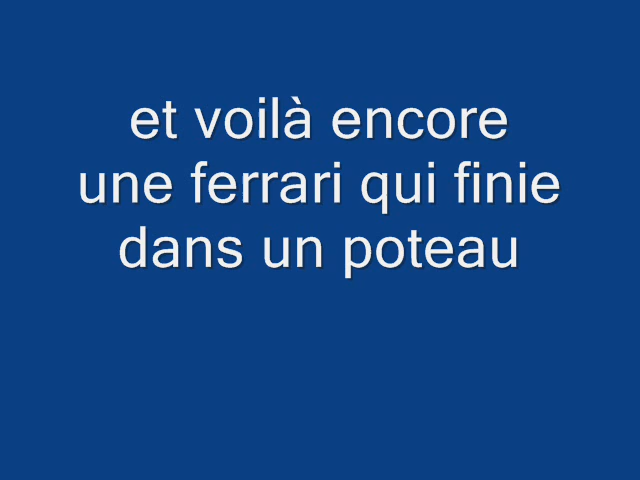 et voilà encore
une ferrari qui finie
dans un poteau